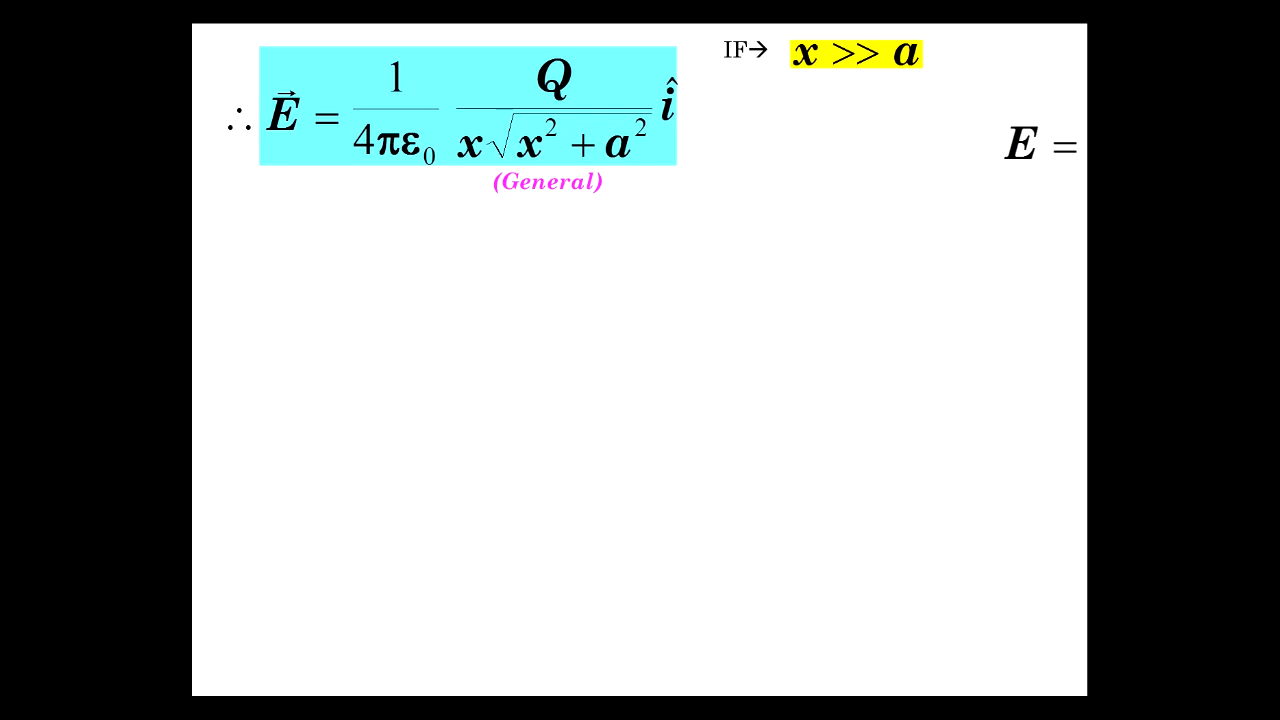 ∴ E⃗ = 1 / 4πε₀ Q / x√x² + a² î
(General)
IF→ x >> a
E =